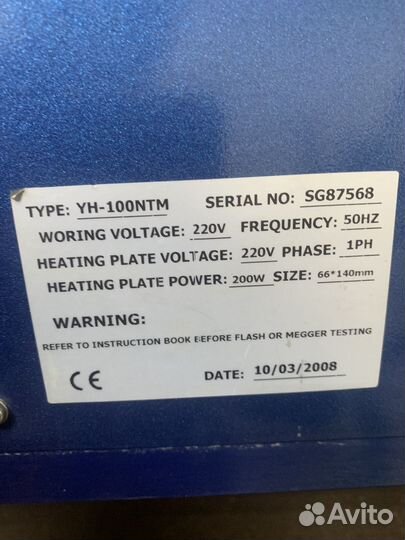 TYPE: YH-100NTM SERIAL NO: SG87568
WORING VOLTAGE: 220V FREQUENCY: 50HZ
HEATING PLATE VOLTAGE: 220V PHASE: 1PH
HEATING PLATE POWER: 200W SIZE: 66*140mm
WARNING:
REFER TO INSTRUCTION BOOK BEFORE FLASH OR MEGGER TESTING
CE DATE: 10/03/2008
Avito